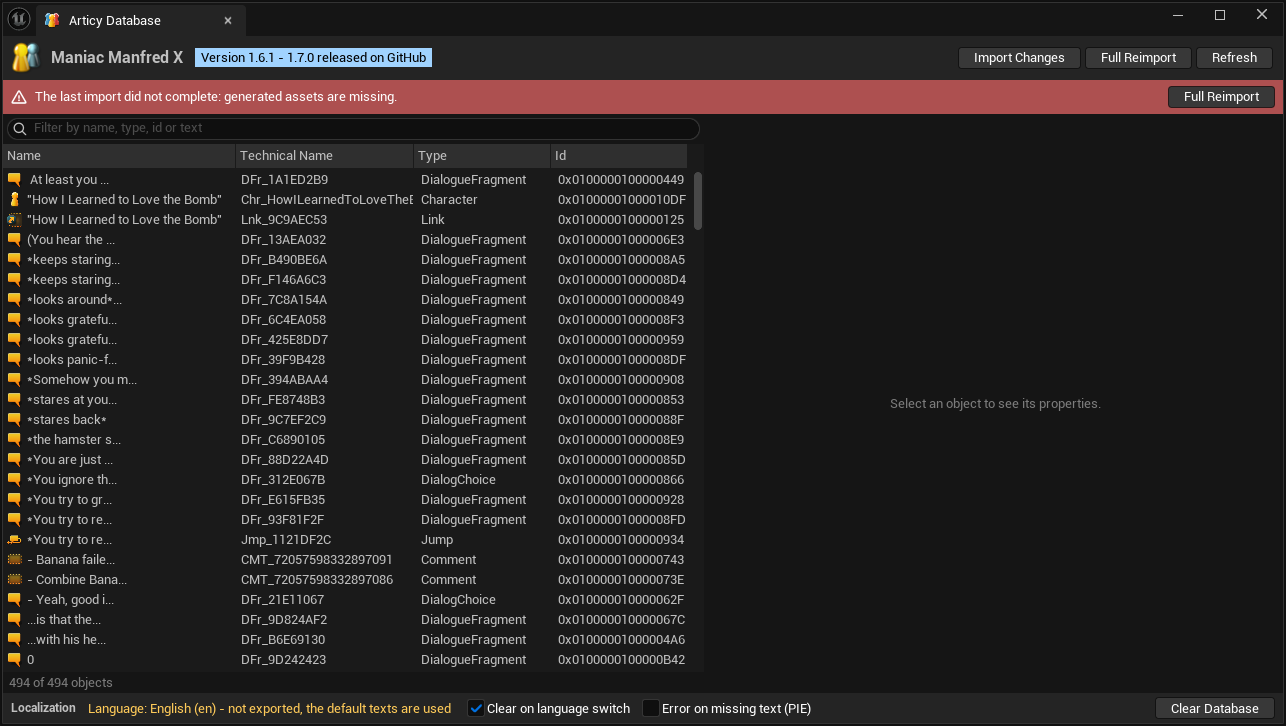 Articy Database
Maniac Manfred X Version 1.6.1 - 1.7.0 released on GitHub Import Changes Full Reimport Refresh
The last import did not complete: generated assets are missing. Full Reimport
Filter by name, type, id or text
Name Technical Name Type Id
At least you ... DFr_1A1ED2B9 DialogueFragment 0x0100000100000449
"How I Learned to Love the Bomb" Chr_HowILearnedToLoveTheB Character 0x01000001000010DF
"How I Learned to Love the Bomb" Lnk_9C9AEC53 Link 0x0100000100000125
(You hear the ... DFr_13AEA032 DialogueFragment 0x01000001000006E3
*keeps staring... DFr_B490BE6A DialogueFragment 0x01000001000008A5
*keeps staring... DFr_F146A6C3 DialogueFragment 0x01000001000008D4
*looks around*... DFr_7C8A154A DialogueFragment 0x0100000100000849
*looks gratefu... DFr_6C4EA058 DialogueFragment 0x01000001000008F3
*looks gratefu... DFr_425E8DD7 DialogueFragment 0x0100000100000959
*looks panic-f... DFr_39F9B428 DialogueFragment 0x01000001000008DF
*Somehow you m... DFr_394ABAA4 DialogueFragment 0x0100000100000908
*stares at you... DFr_FE8748B3 DialogueFragment 0x0100000100000853
*stares back* DFr_9C7EF2C9 DialogueFragment 0x010000010000088F
*the hamster s... DFr_C6890105 DialogueFragment 0x01000001000008E9
*You are just ... DFr_88D22A4D DialogueFragment 0x010000010000085D
*You ignore th... DFr_312E067B DialogChoice 0x0100000100000866
*You try to gr... DFr_E615FB35 DialogueFragment 0x0100000100000928
*You try to re... DFr_93F81F2F DialogueFragment 0x01000001000008FD
*You try to re... Jmp_1121DF2C Jump 0x0100000100000934
- Banana faile... CMT_72057598332897091 Comment 0x0100000100000743
- Combine Bana... CMT_72057598332897086 Comment 0x010000010000073E
- Yeah, good i... DFr_21E11067 DialogChoice 0x010000010000062F
...is that the... DFr_9D824AF2 DialogueFragment 0x010000010000067C
...with his he... DFr_B6E69130 DialogueFragment 0x01000001000004A6
0 DFr_9D242423 DialogueFragment 0x0100000100000B42
Select an object to see its properties.
494 of 494 objects
Localization Language: English (en) - not exported, the default texts are used Clear on language switch Error on missing text (PIE) Clear Database